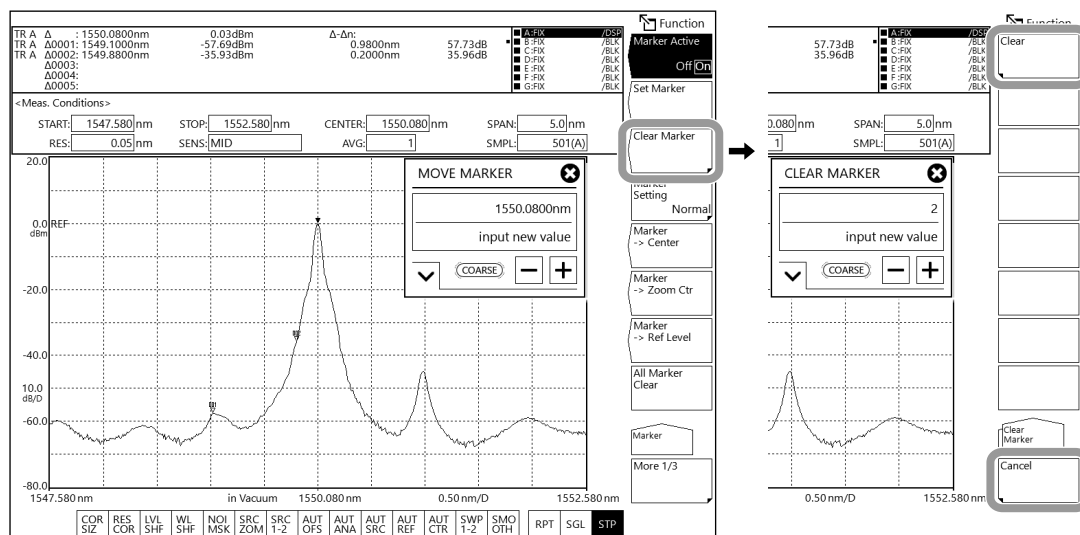 Function
TR A Δ : 1550.0800nm 0.03dBm Δ-Δn:
TR A Δ0001: 1549.1000nm -57.69dBm 0.9800nm 57.73dB
TR A Δ0002: 1549.8800nm -35.93dBm 0.2000nm 35.96dB
Δ0003:
Δ0004:
Δ0005:
A:FIX /DSP
B:FIX /BLK
C:FIX /BLK
D:FIX /BLK
E:FIX /BLK
F:FIX /BLK
G:FIX /BLK
<Meas. Conditions>
START: 1547.580 nm STOP: 1552.580 nm CENTER: 1550.080 nm SPAN: 5.0 nm
RES: 0.05 nm SENS: MID AVG: 1 SMPL: 501(A)
20.0
0.0 REF
dBm
-20.0
-40.0
10.0
dB/D
-60.0
-80.0
1547.580 nm in Vacuum 1550.080nm 0.50 nm/D 1552.580 nm
MOVE MARKER
1550.0800nm
input new value
COARSE
Marker Active
Off On
Set Marker
Clear Marker
Marker
Setting
Normal
Marker
-> Center
Marker
-> Zoom Ctr
Marker
-> Ref Level
All Marker
Clear
Marker
More 1/3
COR SIZ
RES COR
LVL SHF
WL SHF
NOI MSK
SRC ZOM
SRC 1-2
AUT OFS
AUT ANA
AUT SRC
AUT REF
AUT CTR
SWP 1-2
SMO OTH
RPT
SGL
STP
Function
57.73dB
35.96dB
A:FIX /DSP
B:FIX /BLK
C:FIX /BLK
D:FIX /BLK
E:FIX /BLK
F:FIX /BLK
G:FIX /BLK
0.080 nm SPAN: 5.0 nm
1 SMPL: 501(A)
CLEAR MARKER
2
input new value
COARSE
0.50 nm/D 1552.580 nm
Clear
Clear
Marker
Cancel